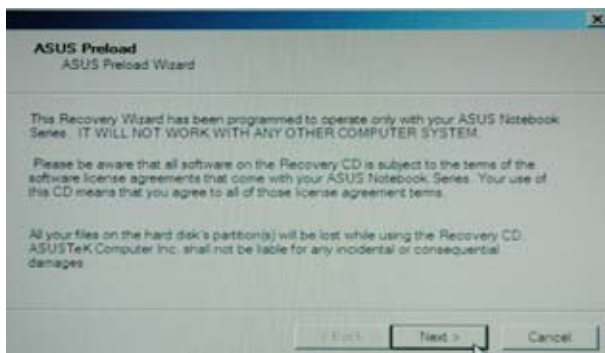 ASUS Preload
ASUS Preload Wizard
This Recovery Wizard has been programmed to operate only with your ASUS Notebook
Series. IT WILL NOT WORK WITH ANY OTHER COMPUTER SYSTEM.
Please be aware that all software on the Recovery CD is subject to the terms of the
software license agreements that come with your ASUS Notebook Series. Your use of
this CD means that you agree to all of those license agreement terms.
All your files on the hard disk's partition(s) will be lost while using the Recovery CD.
ASUSTeK Computer Inc. shall not be liable for any incidental or consequential
damages.
< Back Next > Cancel